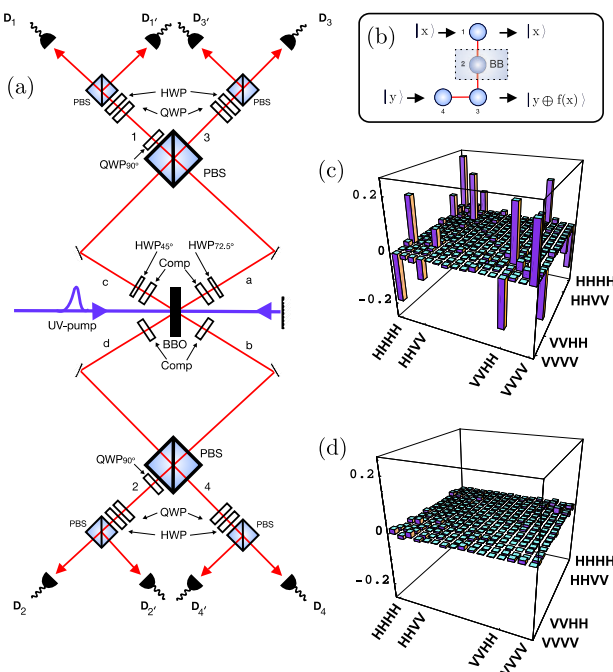 D₁ D₁′ D₃′ D₃
(a)
HWP
QWP
PBS PBS
1 3
QWP90°
PBS
HWP45° HWP72.5°
Comp
c a
UV-pump
BBO
d b
Comp
PBS
QWP90°
2 4
QWP
PBS PBS
HWP
D₂ D₂′ D₄′ D₄
(b)
|x⟩ 1 |x⟩
2 BB
|y⟩ |y ⊕ f(x)⟩
4 3
(c)
0.2
0
-0.2
HHHH
HHVV
VVHH
VVVV
HHHH
HHVV
VVHH
VVVV
(d)
0.2
0
-0.2
HHHH
HHVV
VVHH
VVVV
HHHH
HHVV
VVHH
VVVV